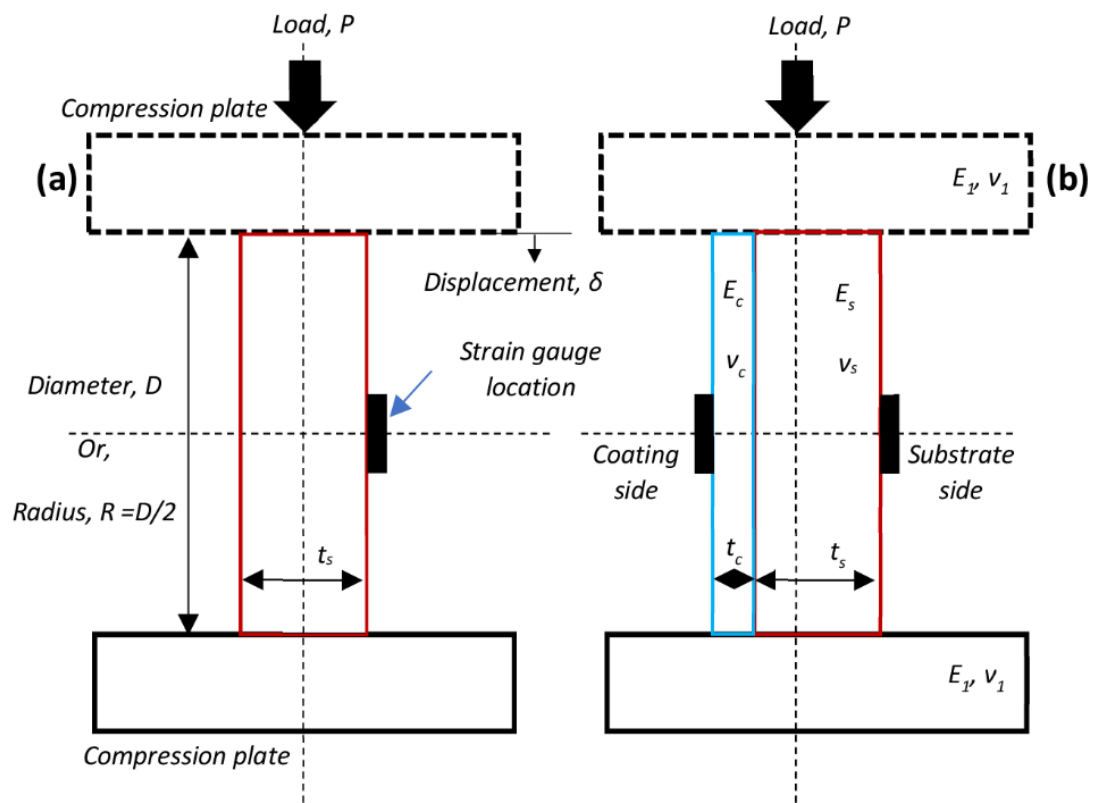 Load, P
Compression plate
(a)
Displacement, δ
Strain gauge
location
Diameter, D
Or,
Radius, R =D/2
ts
Compression plate
Load, P
E1, ν1
(b)
Ec
Es
νc
νs
Coating
side
Substrate
side
tc
ts
E1, ν1